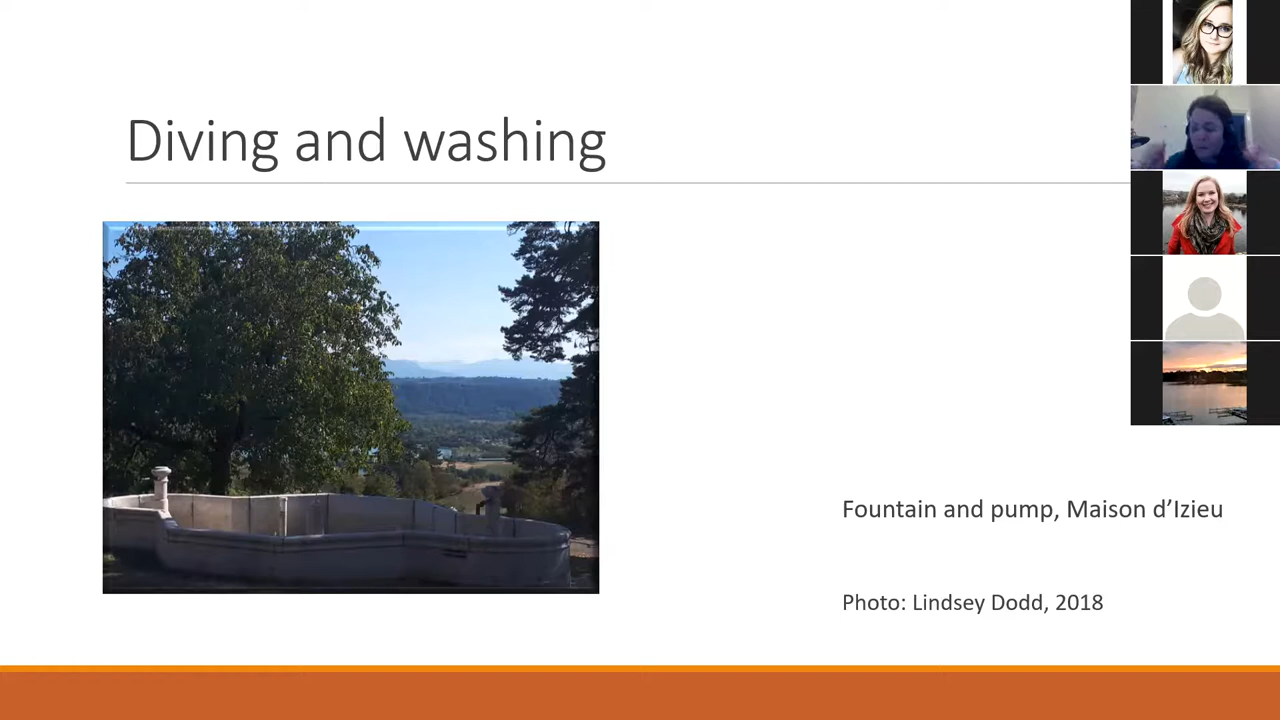 Diving and washing
Fountain and pump, Maison d’Izieu
Photo: Lindsey Dodd, 2018